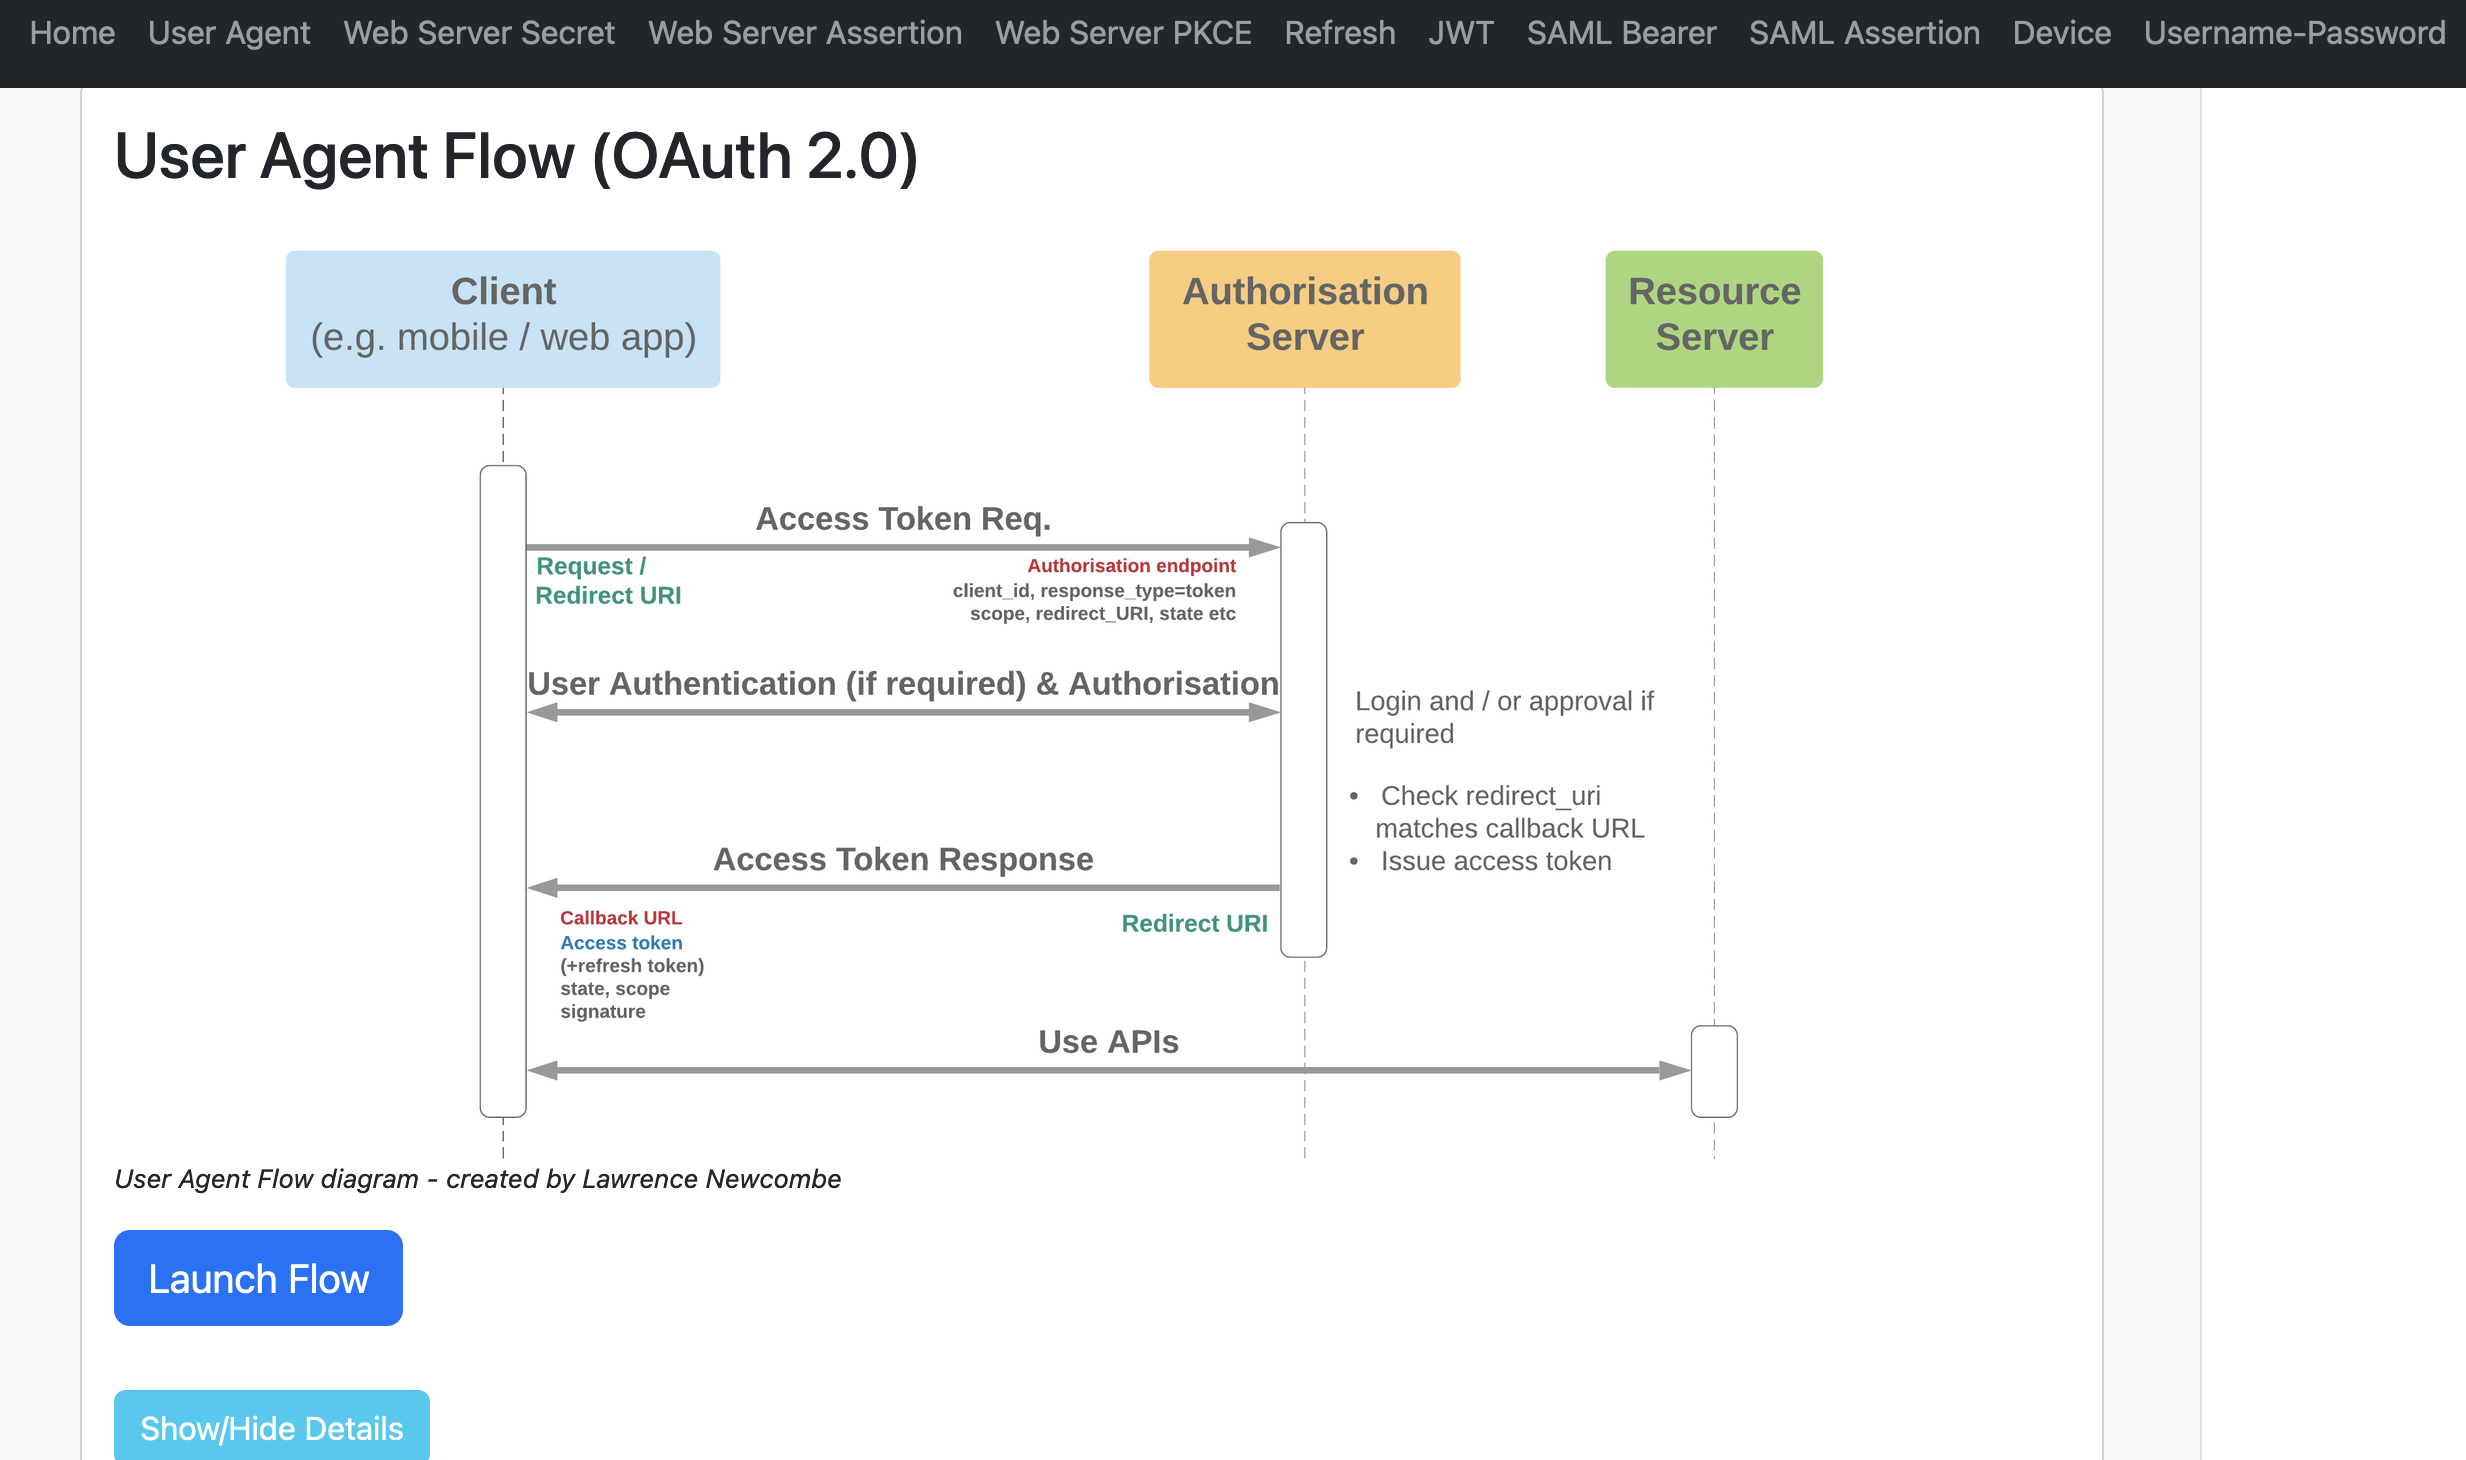 Home User Agent Web Server Secret Web Server Assertion Web Server PKCE Refresh JWT SAML Bearer SAML Assertion Device Username-Password
User Agent Flow (OAuth 2.0)
Client
(e.g. mobile / web app)
Authorisation
Server
Resource
Server
Access Token Req.
Request /
Redirect URI
Authorisation endpoint
client_id, response_type=token
scope, redirect_URI, state etc
User Authentication (if required) & Authorisation
Login and / or approval if
required
• Check redirect_uri
matches callback URL
• Issue access token
Access Token Response
Callback URL
Access token
(+refresh token)
state, scope
signature
Redirect URI
Use APIs
User Agent Flow diagram - created by Lawrence Newcombe
Launch Flow
Show/Hide Details